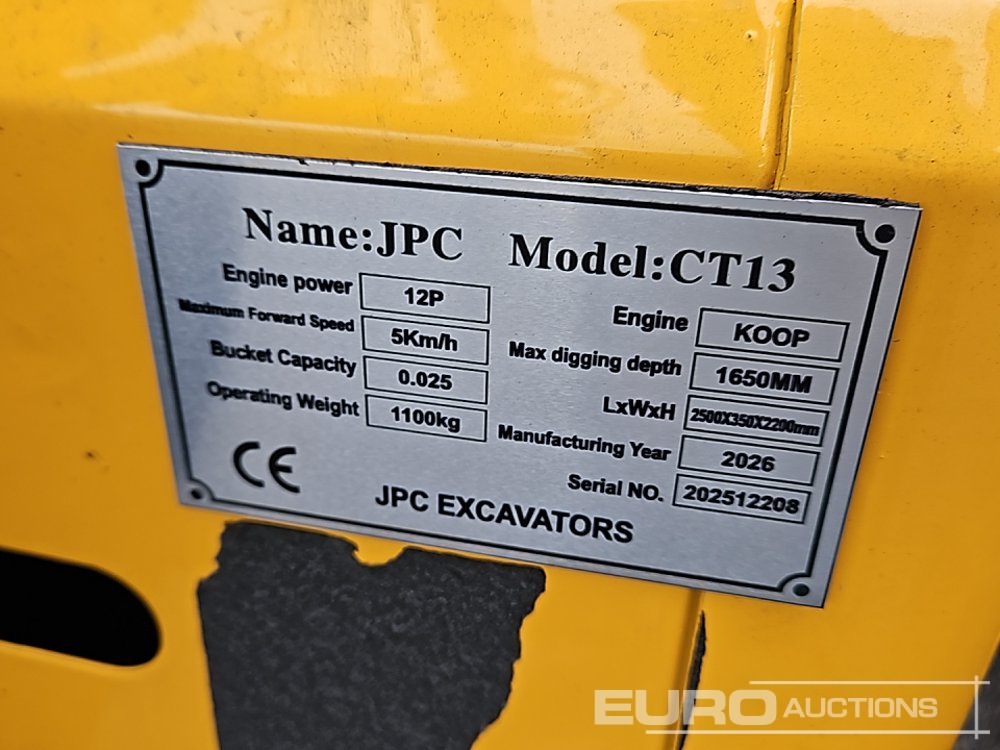 Name:JPC Model:CT13
Engine power 12P
Maximum Forward Speed 5Km/h
Bucket Capacity 0.025
Operating Weight 1100kg
Engine KOOP
Max digging depth 1650MM
LxWxH 2500X350X2200mm
Manufacturing Year 2026
Serial NO. 202512208
CE
JPC EXCAVATORS
EURO AUCTIONS